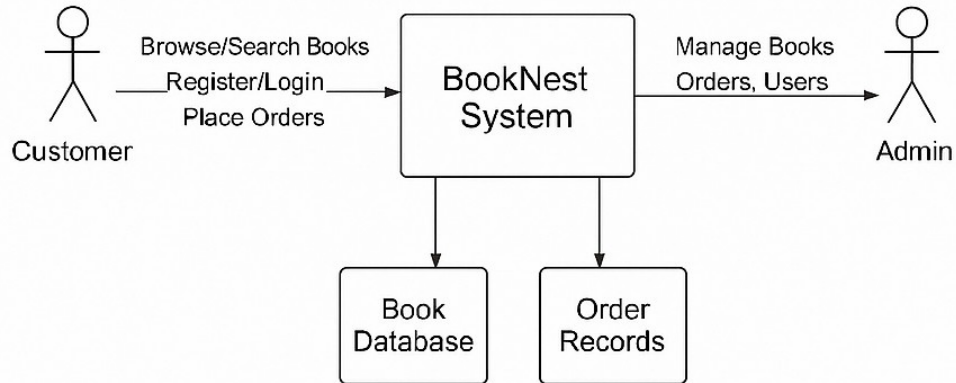 Browse/Search Books
Register/Login
Place Orders
Customer
BookNest
System
Manage Books
Orders, Users
Admin
Book
Database
Order
Records